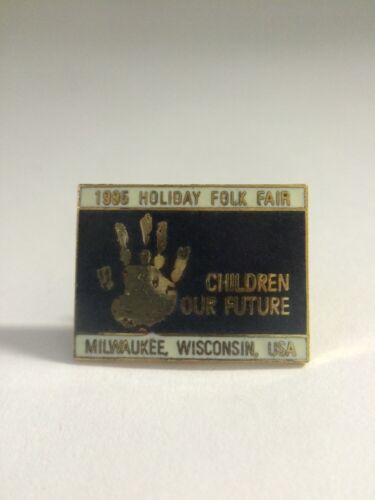 1995 HOLIDAY FOLK FAIR
CHILDREN
OUR FUTURE
MILWAUKEE, WISCONSIN, USA